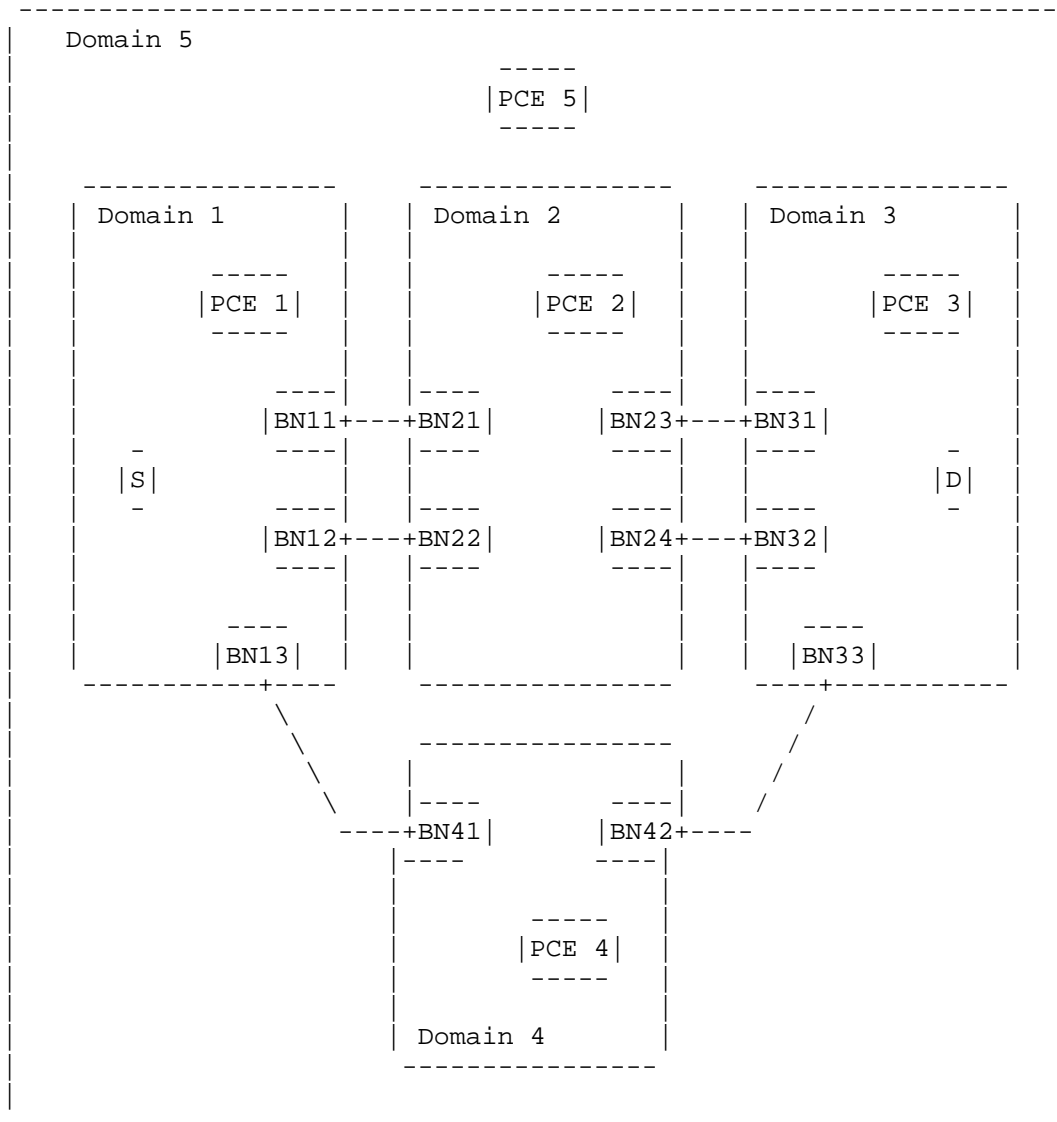 Domain 5
PCE 5
Domain 1 Domain 2 Domain 3
PCE 1 PCE 2 PCE 3
BN11 BN21 BN23 BN31
S D
BN12 BN22 BN24 BN32
BN13 BN33
BN41 BN42
PCE 4
Domain 4